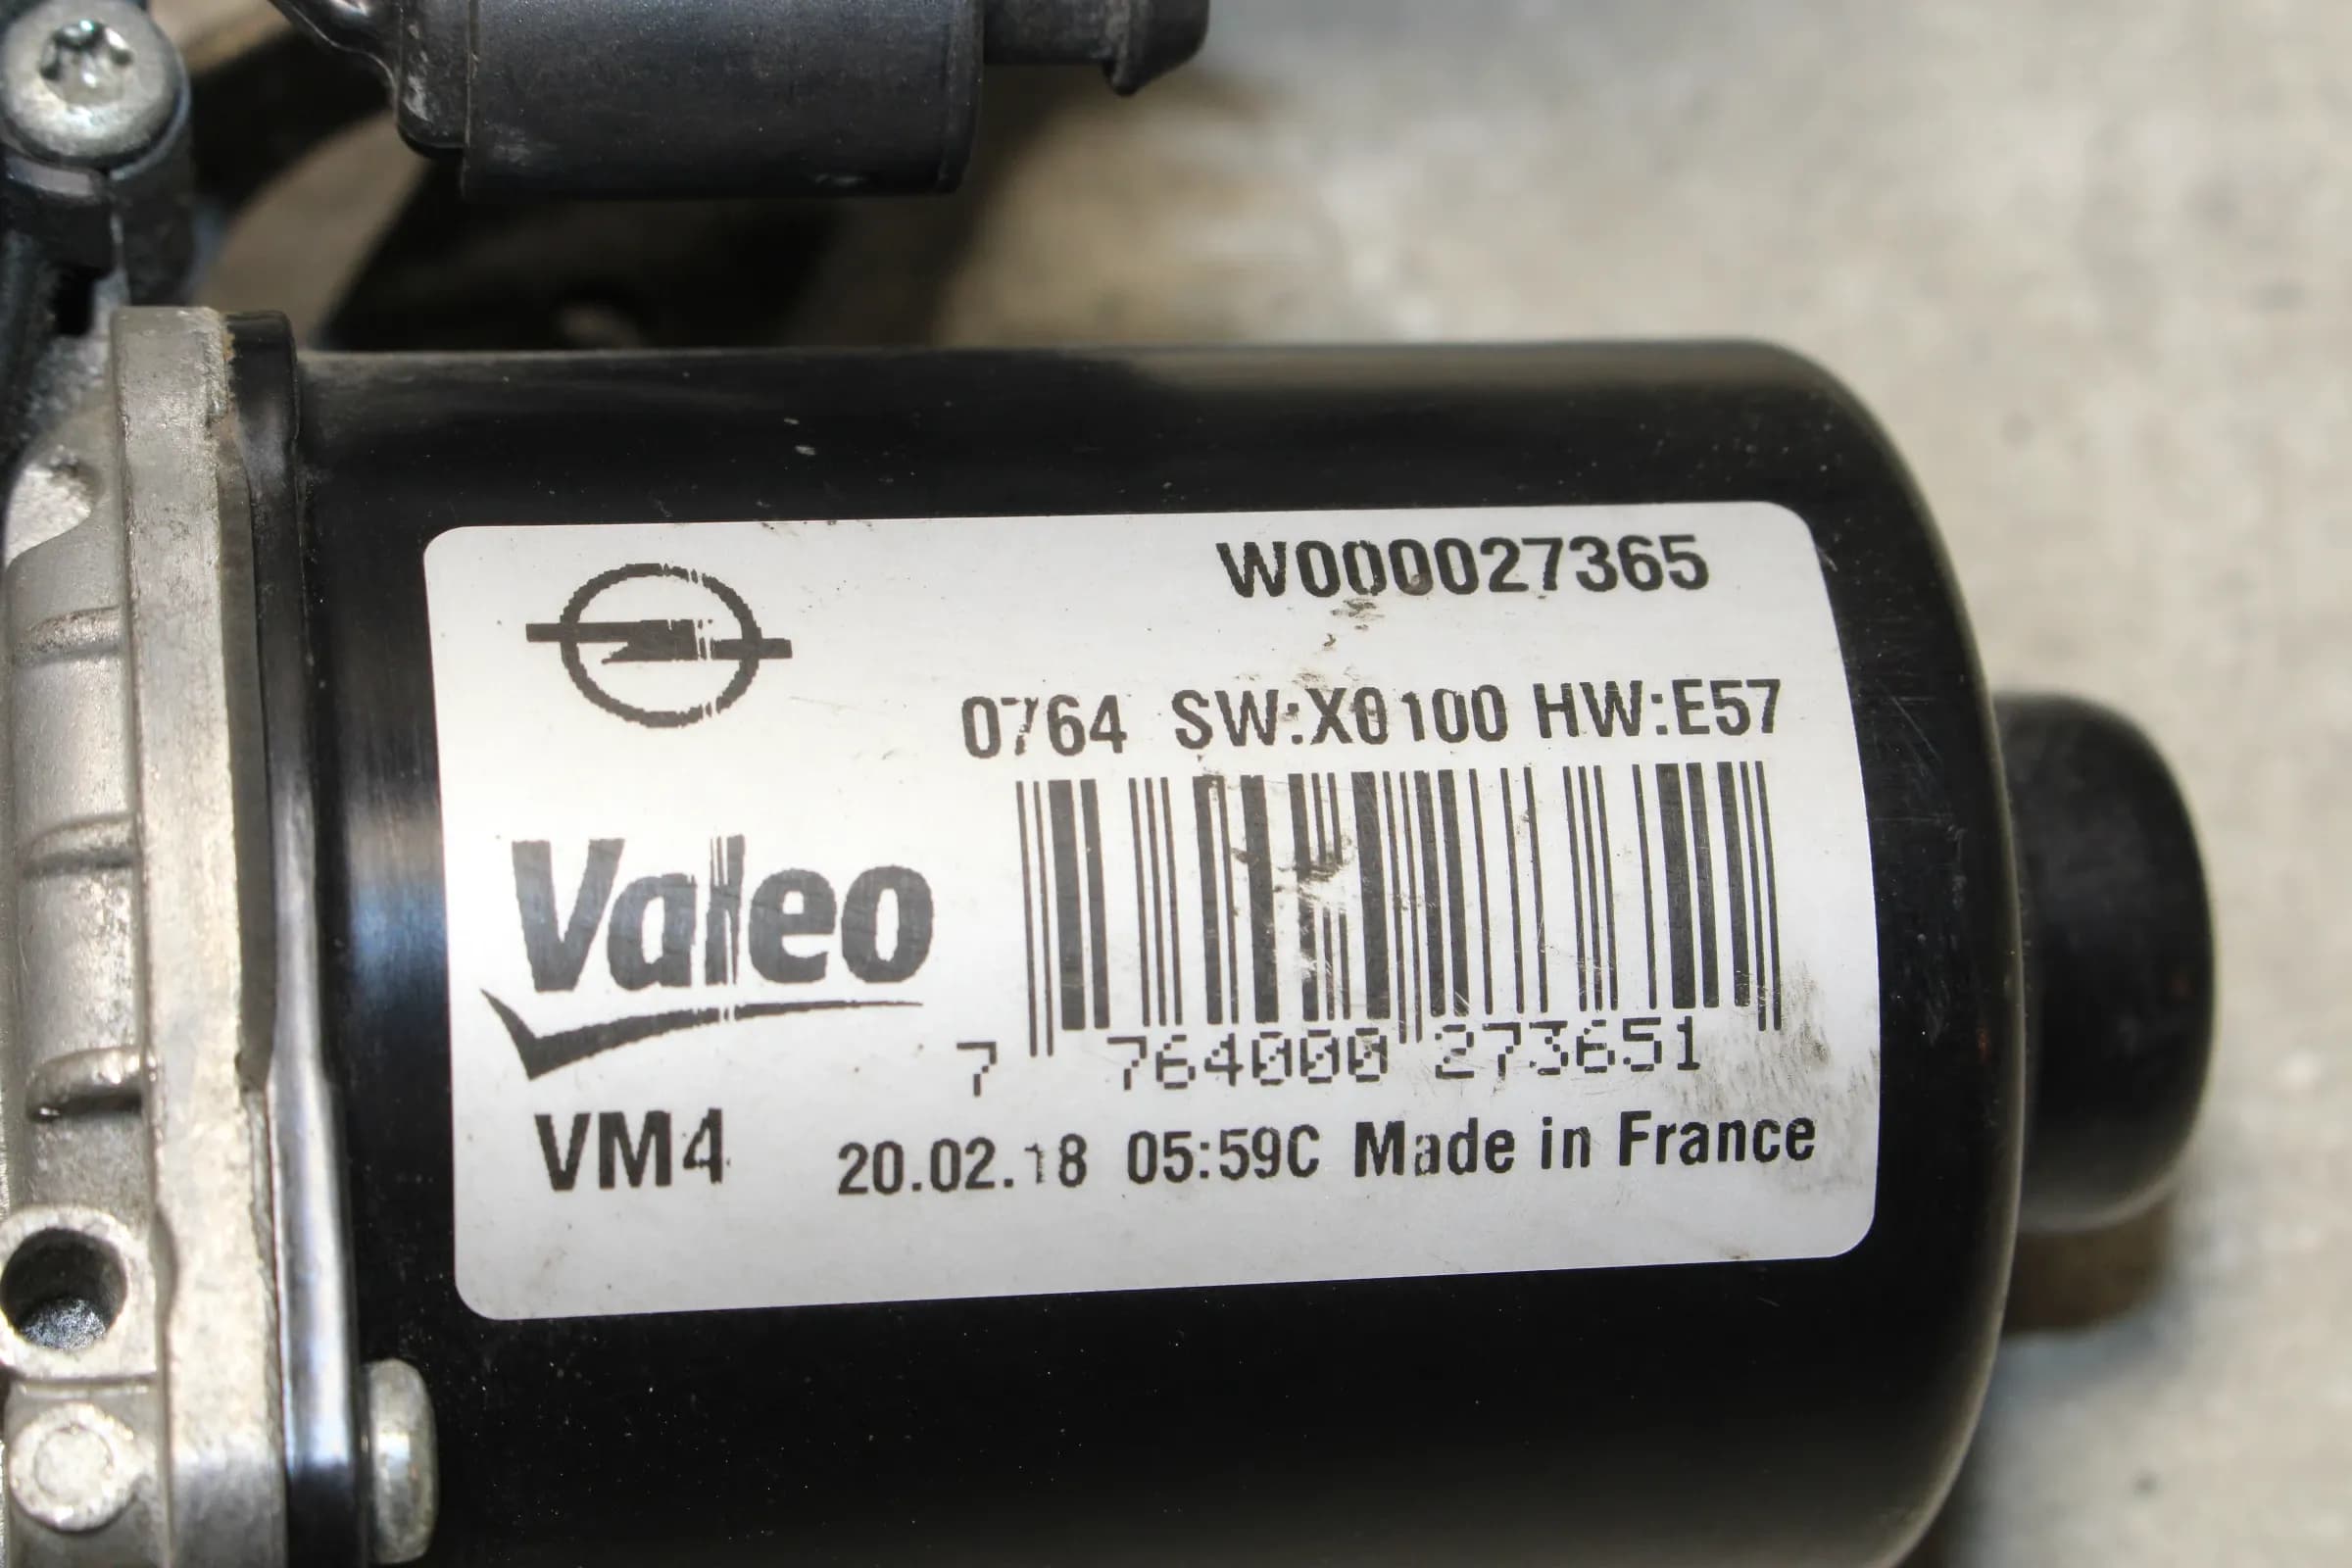 W000027365
0764 SW:X0100 HW:E57
Valeo
7 764000 273651
VM4 20.02.18 05:59C Made in France